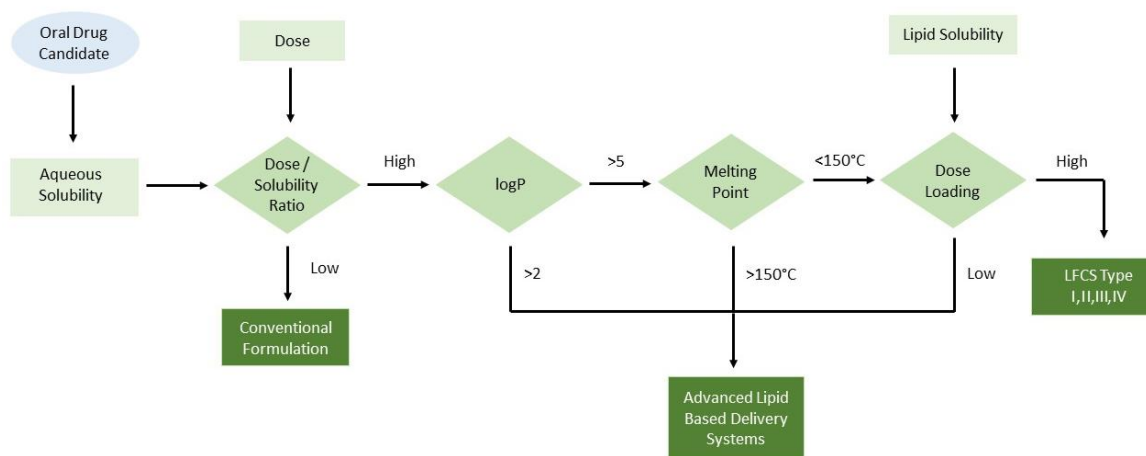 Oral Drug
Candidate
Dose
Lipid Solubility
Aqueous
Solubility
Dose /
Solubility
Ratio
High
logP
>5
Melting
Point
<150°C
Dose
Loading
High
Low
>2
>150°C
Low
LFCS Type
I,II,III,IV
Conventional
Formulation
Advanced Lipid
Based Delivery
Systems